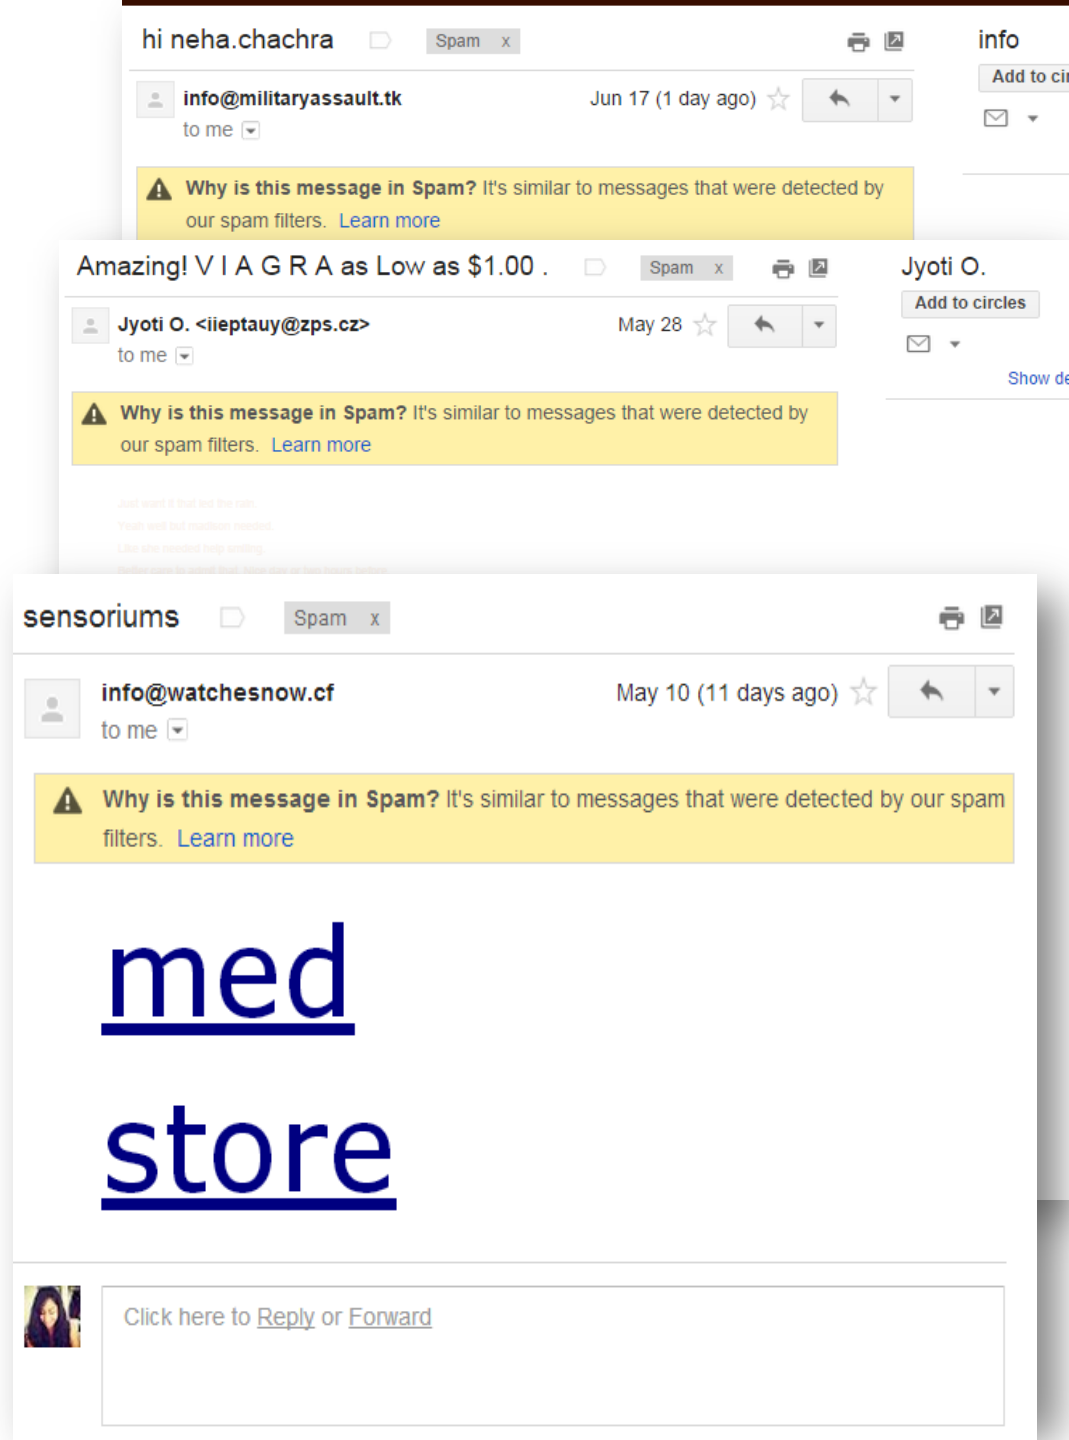 hi neha.chachra Spam x info
Add to cir
info@militaryassault.tk Jun 17 (1 day ago)
to me
Why is this message in Spam? It's similar to messages that were detected by
our spam filters. Learn more
Amazing! V I A G R A as Low as $1.00 . Spam x Jyoti O.
Add to circles
Jyoti O. <iieptauy@zps.cz> May 28
to me
Show de
Why is this message in Spam? It's similar to messages that were detected by
our spam filters. Learn more
sensoriums Spam x
info@watchesnow.cf May 10 (11 days ago)
to me
Why is this message in Spam? It's similar to messages that were detected by our spam
filters. Learn more
med
store
Click here to Reply or Forward